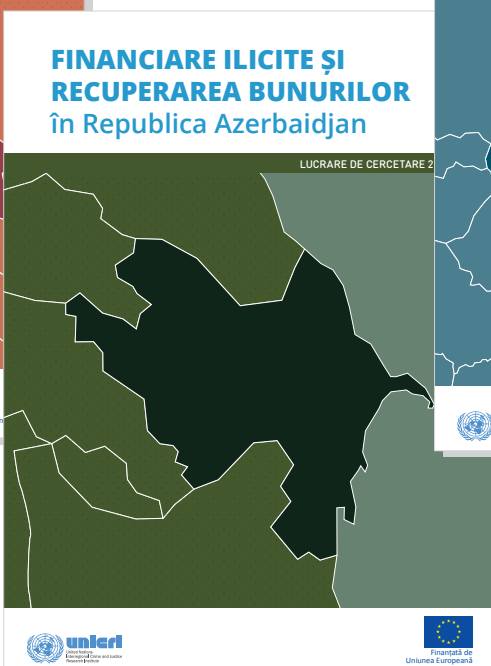 FINANCIARE ILICITE ȘI
RECUPERAREA BUNURILOR
în Republica Azerbaidjan
LUCRARE DE CERCETARE 2
unicri
United Nations
Interregional Crime and Justice
Research Institute
Finanțată de
Uniunea Europeană